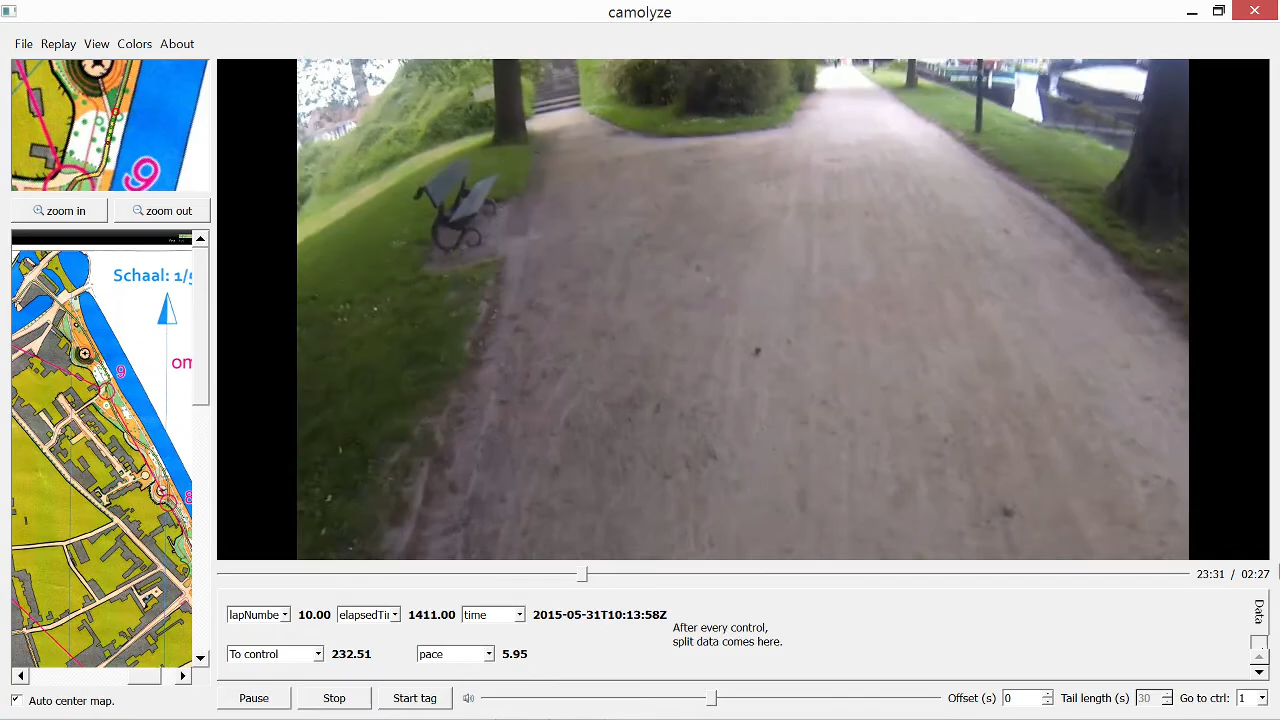 camolyze
File Replay View Colors About
9
zoom in
zoom out
Schaal: 1/5
9
om
8
23:31 / 02:27
lapNumbe 10.00 elapsedTi 1411.00 time 2015-05-31T10:13:58Z
After every control,
split data comes here.
To control 232.51 pace 5.95
Data
Auto center map.
Pause Stop Start tag
Offset (s) 0 Tail length (s) 30 Go to ctrl: 1